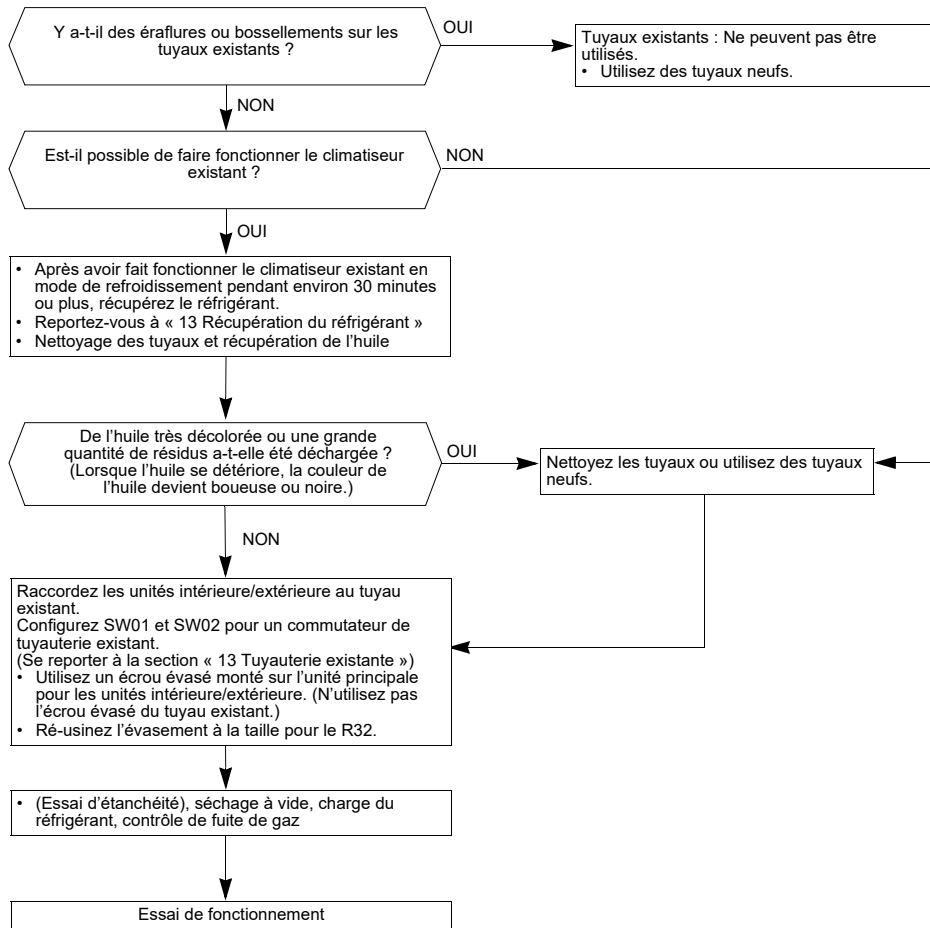 Y a-t-il des éraflures ou bossellements sur les
tuyaux existants ?
OUI
Tuyaux existants : Ne peuvent pas être
utilisés.
• Utilisez des tuyaux neufs.
NON
Est-il possible de faire fonctionner le climatiseur
existant ?
NON
OUI
• Après avoir fait fonctionner le climatiseur existant en
mode de refroidissement pendant environ 30 minutes
ou plus, récupérez le réfrigérant.
• Reportez-vous à « 13 Récupération du réfrigérant »
• Nettoyage des tuyaux et récupération de l’huile
De l’huile très décolorée ou une grande
quantité de résidus a-t-elle été déchargée ?
(Lorsque l’huile se détériore, la couleur de
l’huile devient boueuse ou noire.)
OUI
Nettoyez les tuyaux ou utilisez des tuyaux
neufs.
NON
Raccordez les unités intérieure/extérieure au tuyau
existant.
Configurez SW01 et SW02 pour un commutateur de
tuyauterie existant.
(Se reporter à la section « 13 Tuyauterie existante »)
• Utilisez un écrou évasé monté sur l’unité principale
pour les unités intérieure/extérieure. (N’utilisez pas
l’écrou évasé du tuyau existant.)
• Ré-usinez l’évasement à la taille pour le R32.
• (Essai d’étanchéité), séchage à vide, charge du
réfrigérant, contrôle de fuite de gaz
Essai de fonctionnement